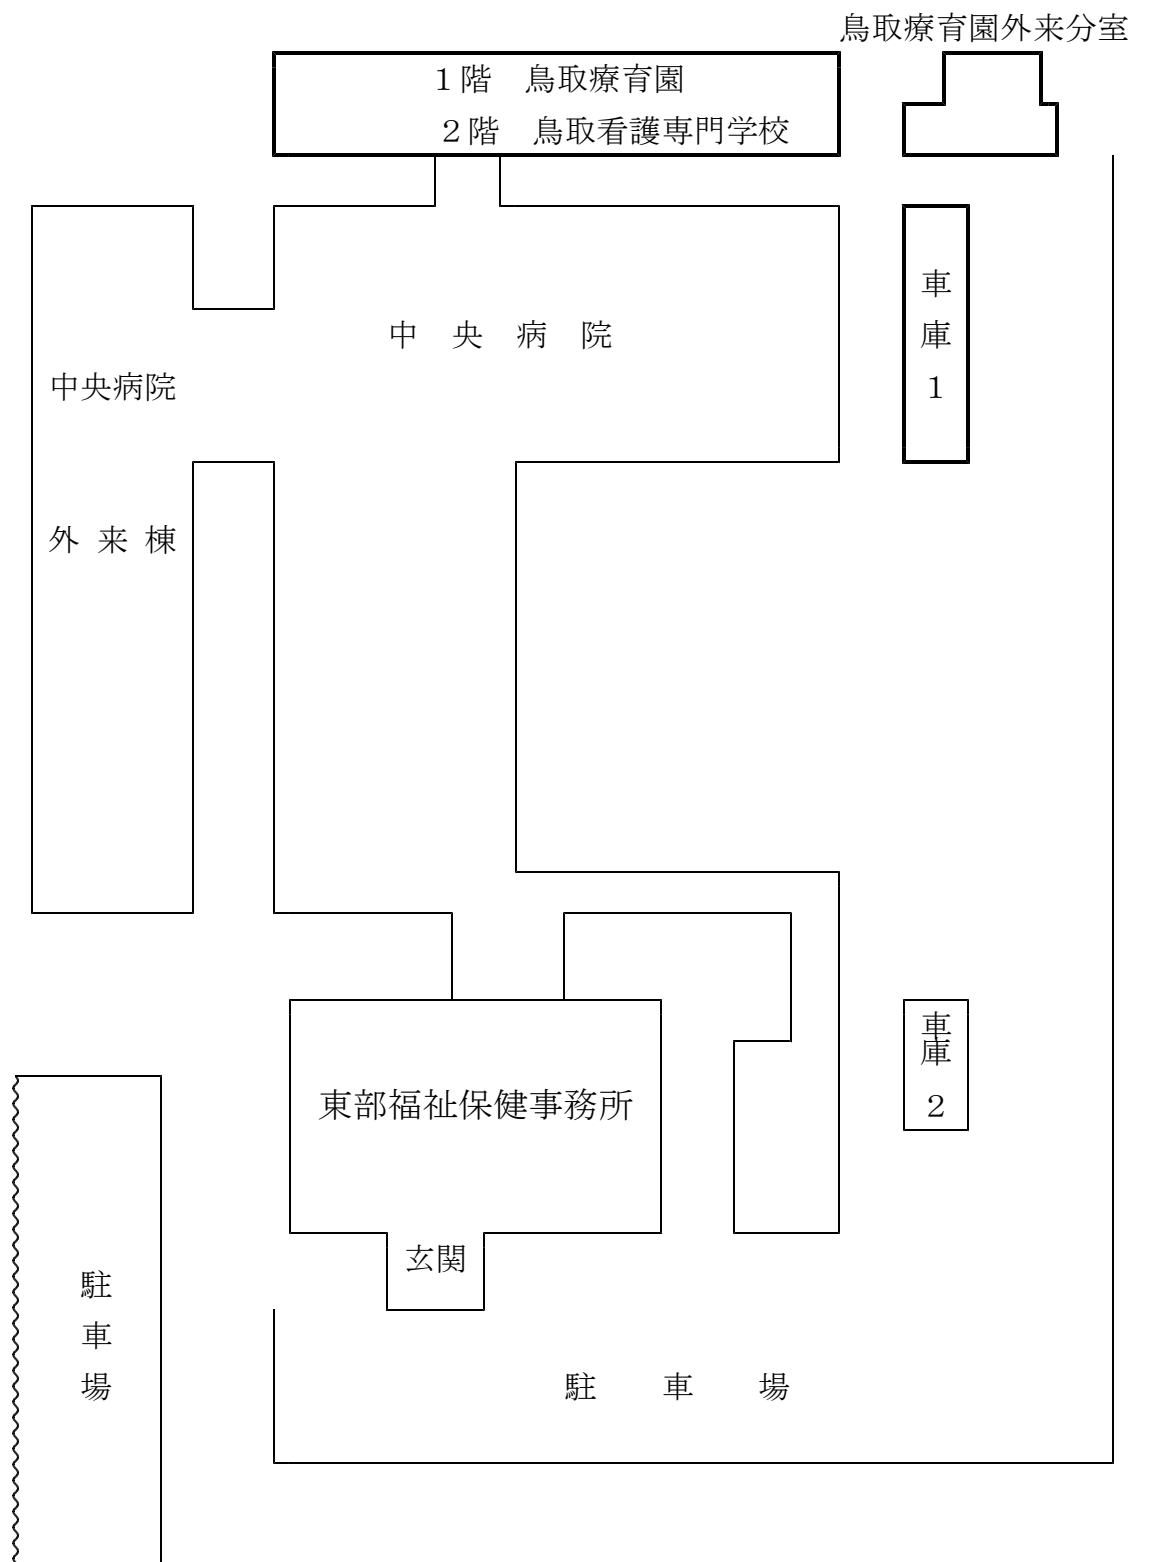 鳥取療育園外来分室
１階　鳥取療育園
２階　鳥取看護専門学校
車庫１
中　央　病　院
中央病院
外 来 棟
車庫２
東部福祉保健事務所
玄関
駐車場
駐　　車　　場